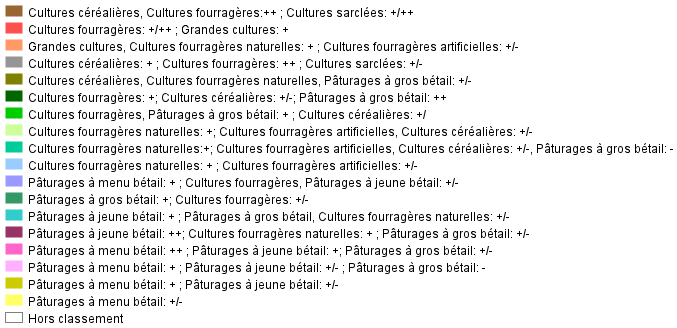 Cultures céréalières, Cultures fourragères:++ ; Cultures sarclées: +/++
Cultures fourragères: +/++ ; Grandes cultures: +
Grandes cultures, Cultures fourragères naturelles: + ; Cultures fourragères artificielles: +/-
Cultures céréalières: + ; Cultures fourragères: ++ ; Cultures sarclées: +/-
Cultures céréalières, Cultures fourragères naturelles, Pâturages à gros bétail: +/-
Cultures fourragères: +; Cultures céréalières: +/-; Pâturages à gros bétail: ++
Cultures fourragères, Pâturages à gros bétail: + ; Cultures céréalières: +/
Cultures fourragères naturelles: +; Cultures fourragères artificielles, Cultures céréalières: +/-
Cultures fourragères naturelles:+; Cultures fourragères artificielles, Cultures céréalières: +/-, Pâturages à gros bétail: -
Cultures fourragères naturelles: + ; Cultures fourragères artificielles: +/-
Pâturages à menu bétail: + ; Cultures fourragères, Pâturages à jeune bétail: +/-
Pâturages à gros bétail: +; Cultures fourragères: +/-
Pâturages à jeune bétail: + ; Pâturages à gros bétail, Cultures fourragères naturelles: +/-
Pâturages à jeune bétail: ++; Cultures fourragères naturelles: + ; Pâturages à gros bétail: +/-
Pâturages à menu bétail: ++ ; Pâturages à jeune bétail: +; Pâturages à gros bétail: +/-
Pâturages à menu bétail: + ; Pâturages à jeune bétail: +/- ; Pâturages à gros bétail: -
Pâturages à menu bétail: + ; Pâturages à jeune bétail: +/-
Pâturages à menu bétail: +/-
Hors classement